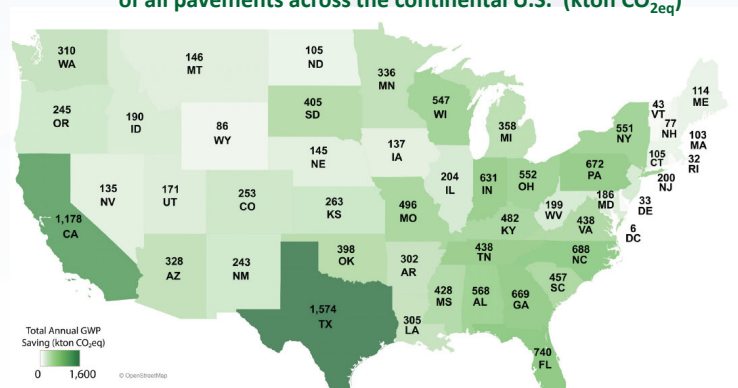 of all pavements across the continental U.S. (kton CO2eq)
310
WA
146
MT
105
ND
336
MN
547
WI
358
MI
551
NY
43
VT
77
NH
114
ME
103
MA
105
CT
32
RI
245
OR
190
ID
86
WY
405
SD
145
NE
137
IA
204
IL
631
IN
552
OH
672
PA
200
NJ
186
MD
33
DE
6
DC
1,178
CA
135
NV
171
UT
253
CO
263
KS
496
MO
482
KY
199
WV
438
VA
328
AZ
243
NM
398
OK
302
AR
438
TN
688
NC
457
SC
1,574
TX
305
LA
428
MS
568
AL
669
GA
740
FL
Total Annual GWP
Saving (kton CO2eq)
0 1,600
© OpenStreetMap